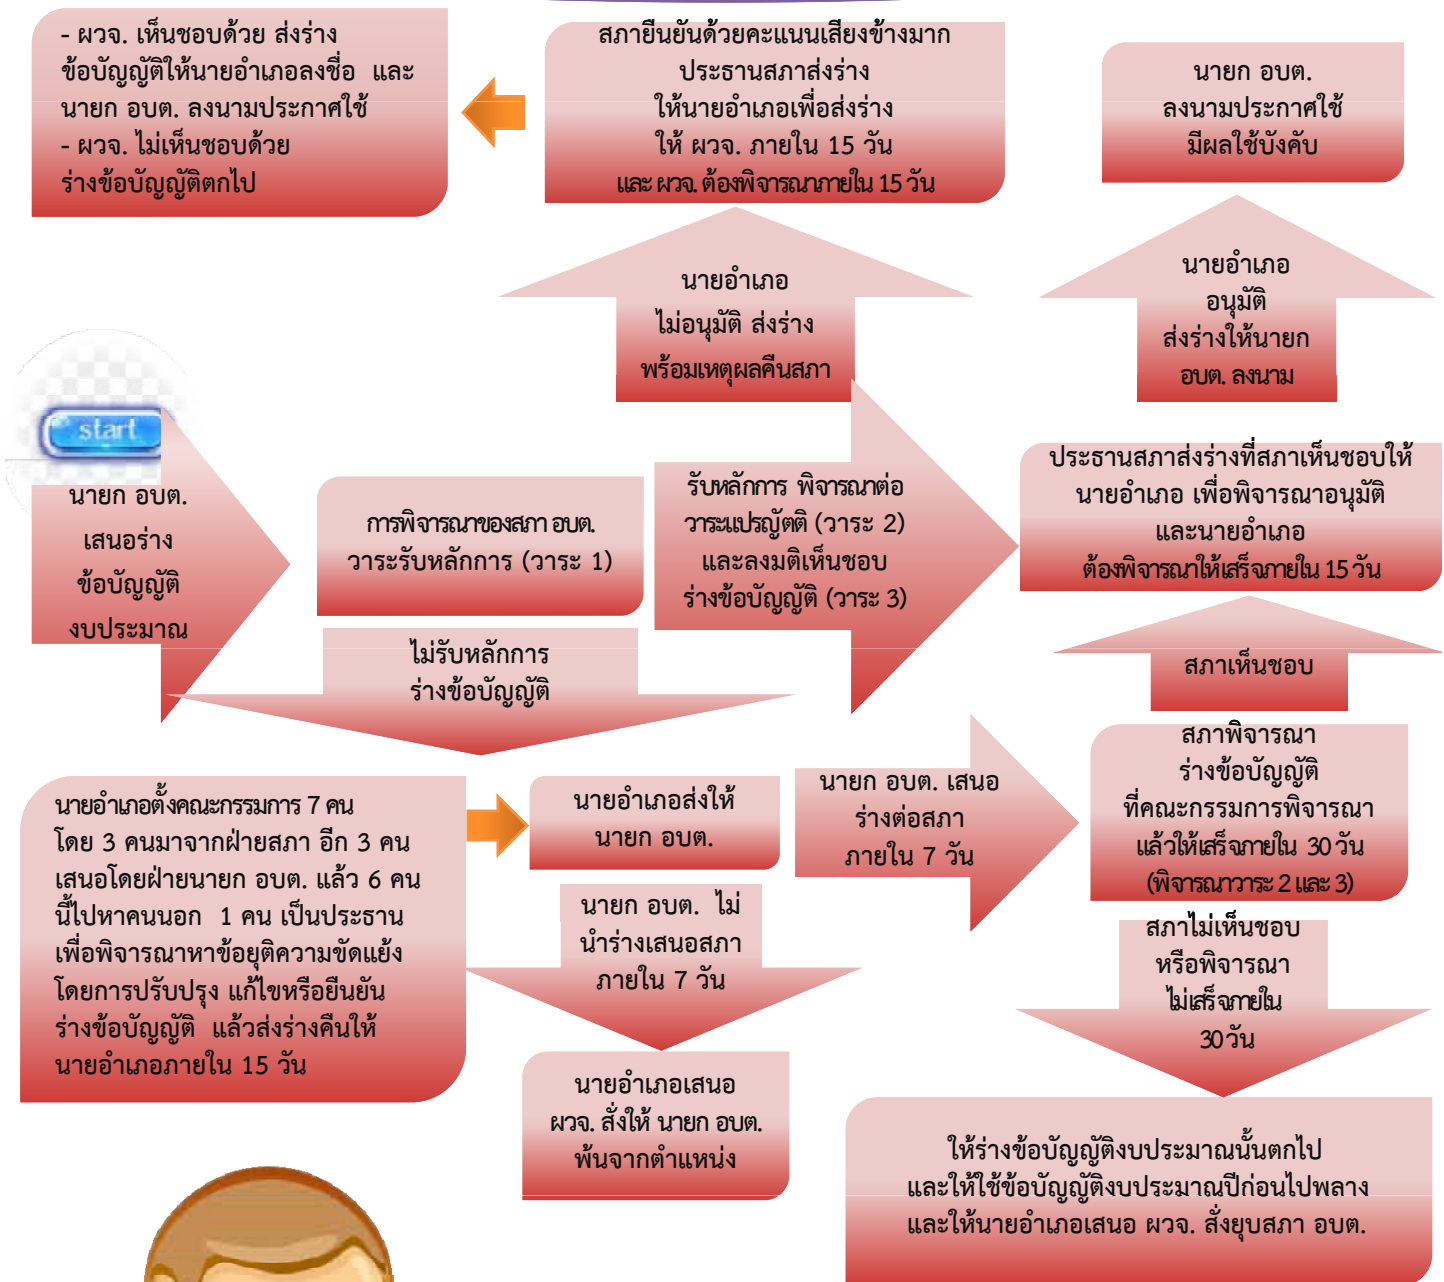 - ผวจ. เห็นชอบด้วย ส่งร่าง
ข้อบัญญัติให้นายอำเภอลงชื่อ และ
นายก อบต. ลงนามประกาศใช้
- ผวจ. ไม่เห็นชอบด้วย
ร่างข้อบัญญัติตกไป
สภายืนยันด้วยคะแนนเสียงข้างมาก
ประธานสภาส่งร่าง
ให้นายอำเภอเพื่อส่งร่าง
ให้ ผวจ. ภายใน 15 วัน
และ ผวจ. ต้องพิจารณาภายใน 15 วัน
นายก อบต.
ลงนามประกาศใช้
มีผลใช้บังคับ
นายอำเภอ
ไม่อนุมัติ ส่งร่าง
พร้อมเหตุผลคืนสภา
นายอำเภอ
อนุมัติ
ส่งร่างให้นายก
อบต. ลงนาม
start
นายก อบต.
เสนอร่าง
ข้อบัญญัติ
งบประมาณ
การพิจารณาของสภา อบต.
วาระรับหลักการ (วาระ 1)
รับหลักการ พิจารณาต่อ
วาระแปรญัตติ (วาระ 2)
และลงมติเห็นชอบ
ร่างข้อบัญญัติ (วาระ 3)
ประธานสภาส่งร่างที่สภาเห็นชอบให้
นายอำเภอ เพื่อพิจารณาอนุมัติ
และนายอำเภอ
ต้องพิจารณาให้เสร็จภายใน 15 วัน
ไม่รับหลักการ
ร่างข้อบัญญัติ
สภาเห็นชอบ
นายอำเภอตั้งคณะกรรมการ 7 คน
โดย 3 คนมาจากฝ่ายสภา อีก 3 คน
เสนอโดยฝ่ายนายก อบต. แล้ว 6 คน
นี้ไปหาคนนอก 1 คน เป็นประธาน
เพื่อพิจารณาหาข้อยุติความขัดแย้ง
โดยการปรับปรุง แก้ไขหรือยืนยัน
ร่างข้อบัญญัติ แล้วส่งร่างคืนให้
นายอำเภอภายใน 15 วัน
นายอำเภอส่งให้
นายก อบต.
นายก อบต. เสนอ
ร่างต่อสภา
ภายใน 7 วัน
สภาพิจารณา
ร่างข้อบัญญัติ
ที่คณะกรรมการพิจารณา
แล้วให้เสร็จภายใน 30 วัน
(พิจารณาวาระ 2 และ 3)
นายก อบต. ไม่
นำร่างเสนอสภา
ภายใน 7 วัน
สภาไม่เห็นชอบ
หรือพิจารณา
ไม่เสร็จภายใน
30 วัน
นายอำเภอเสนอ
ผวจ. สั่งให้ นายก อบต.
พ้นจากตำแหน่ง
ให้ร่างข้อบัญญัติงบประมาณนั้นตกไป
และให้ใช้ข้อบัญญัติงบประมาณปีก่อนไปพลาง
และให้นายอำเภอเสนอ ผวจ. สั่งยุบสภา อบต.